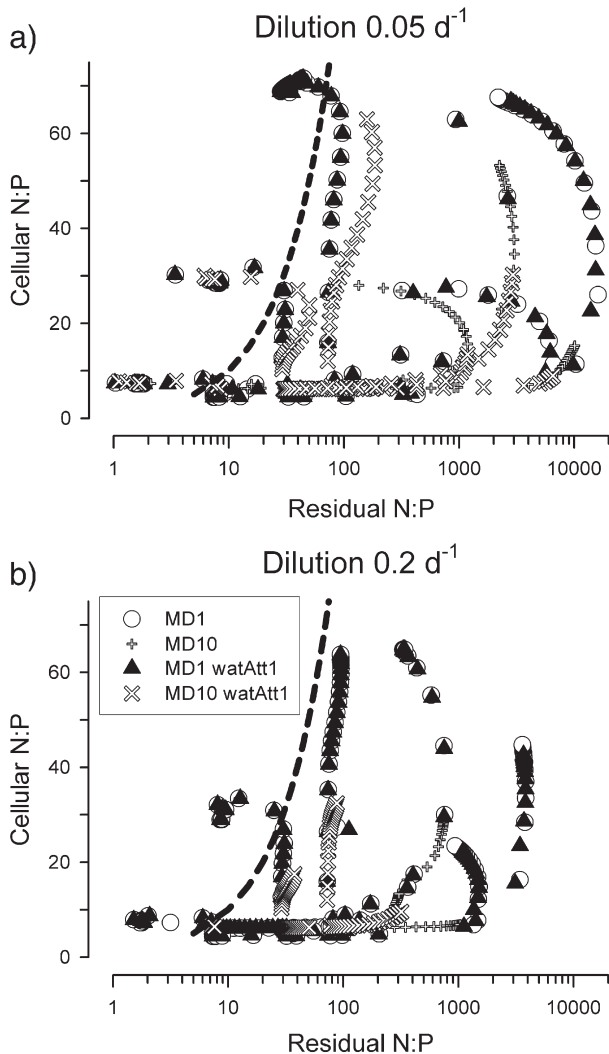 a)
Dilution 0.05 d-1
Cellular N:P
60
40
20
0
1 10 100 1000 10000
Residual N:P
b)
Dilution 0.2 d-1
MD1
MD10
MD1 watAtt1
MD10 watAtt1
Cellular N:P
60
40
20
0
1 10 100 1000 10000
Residual N:P